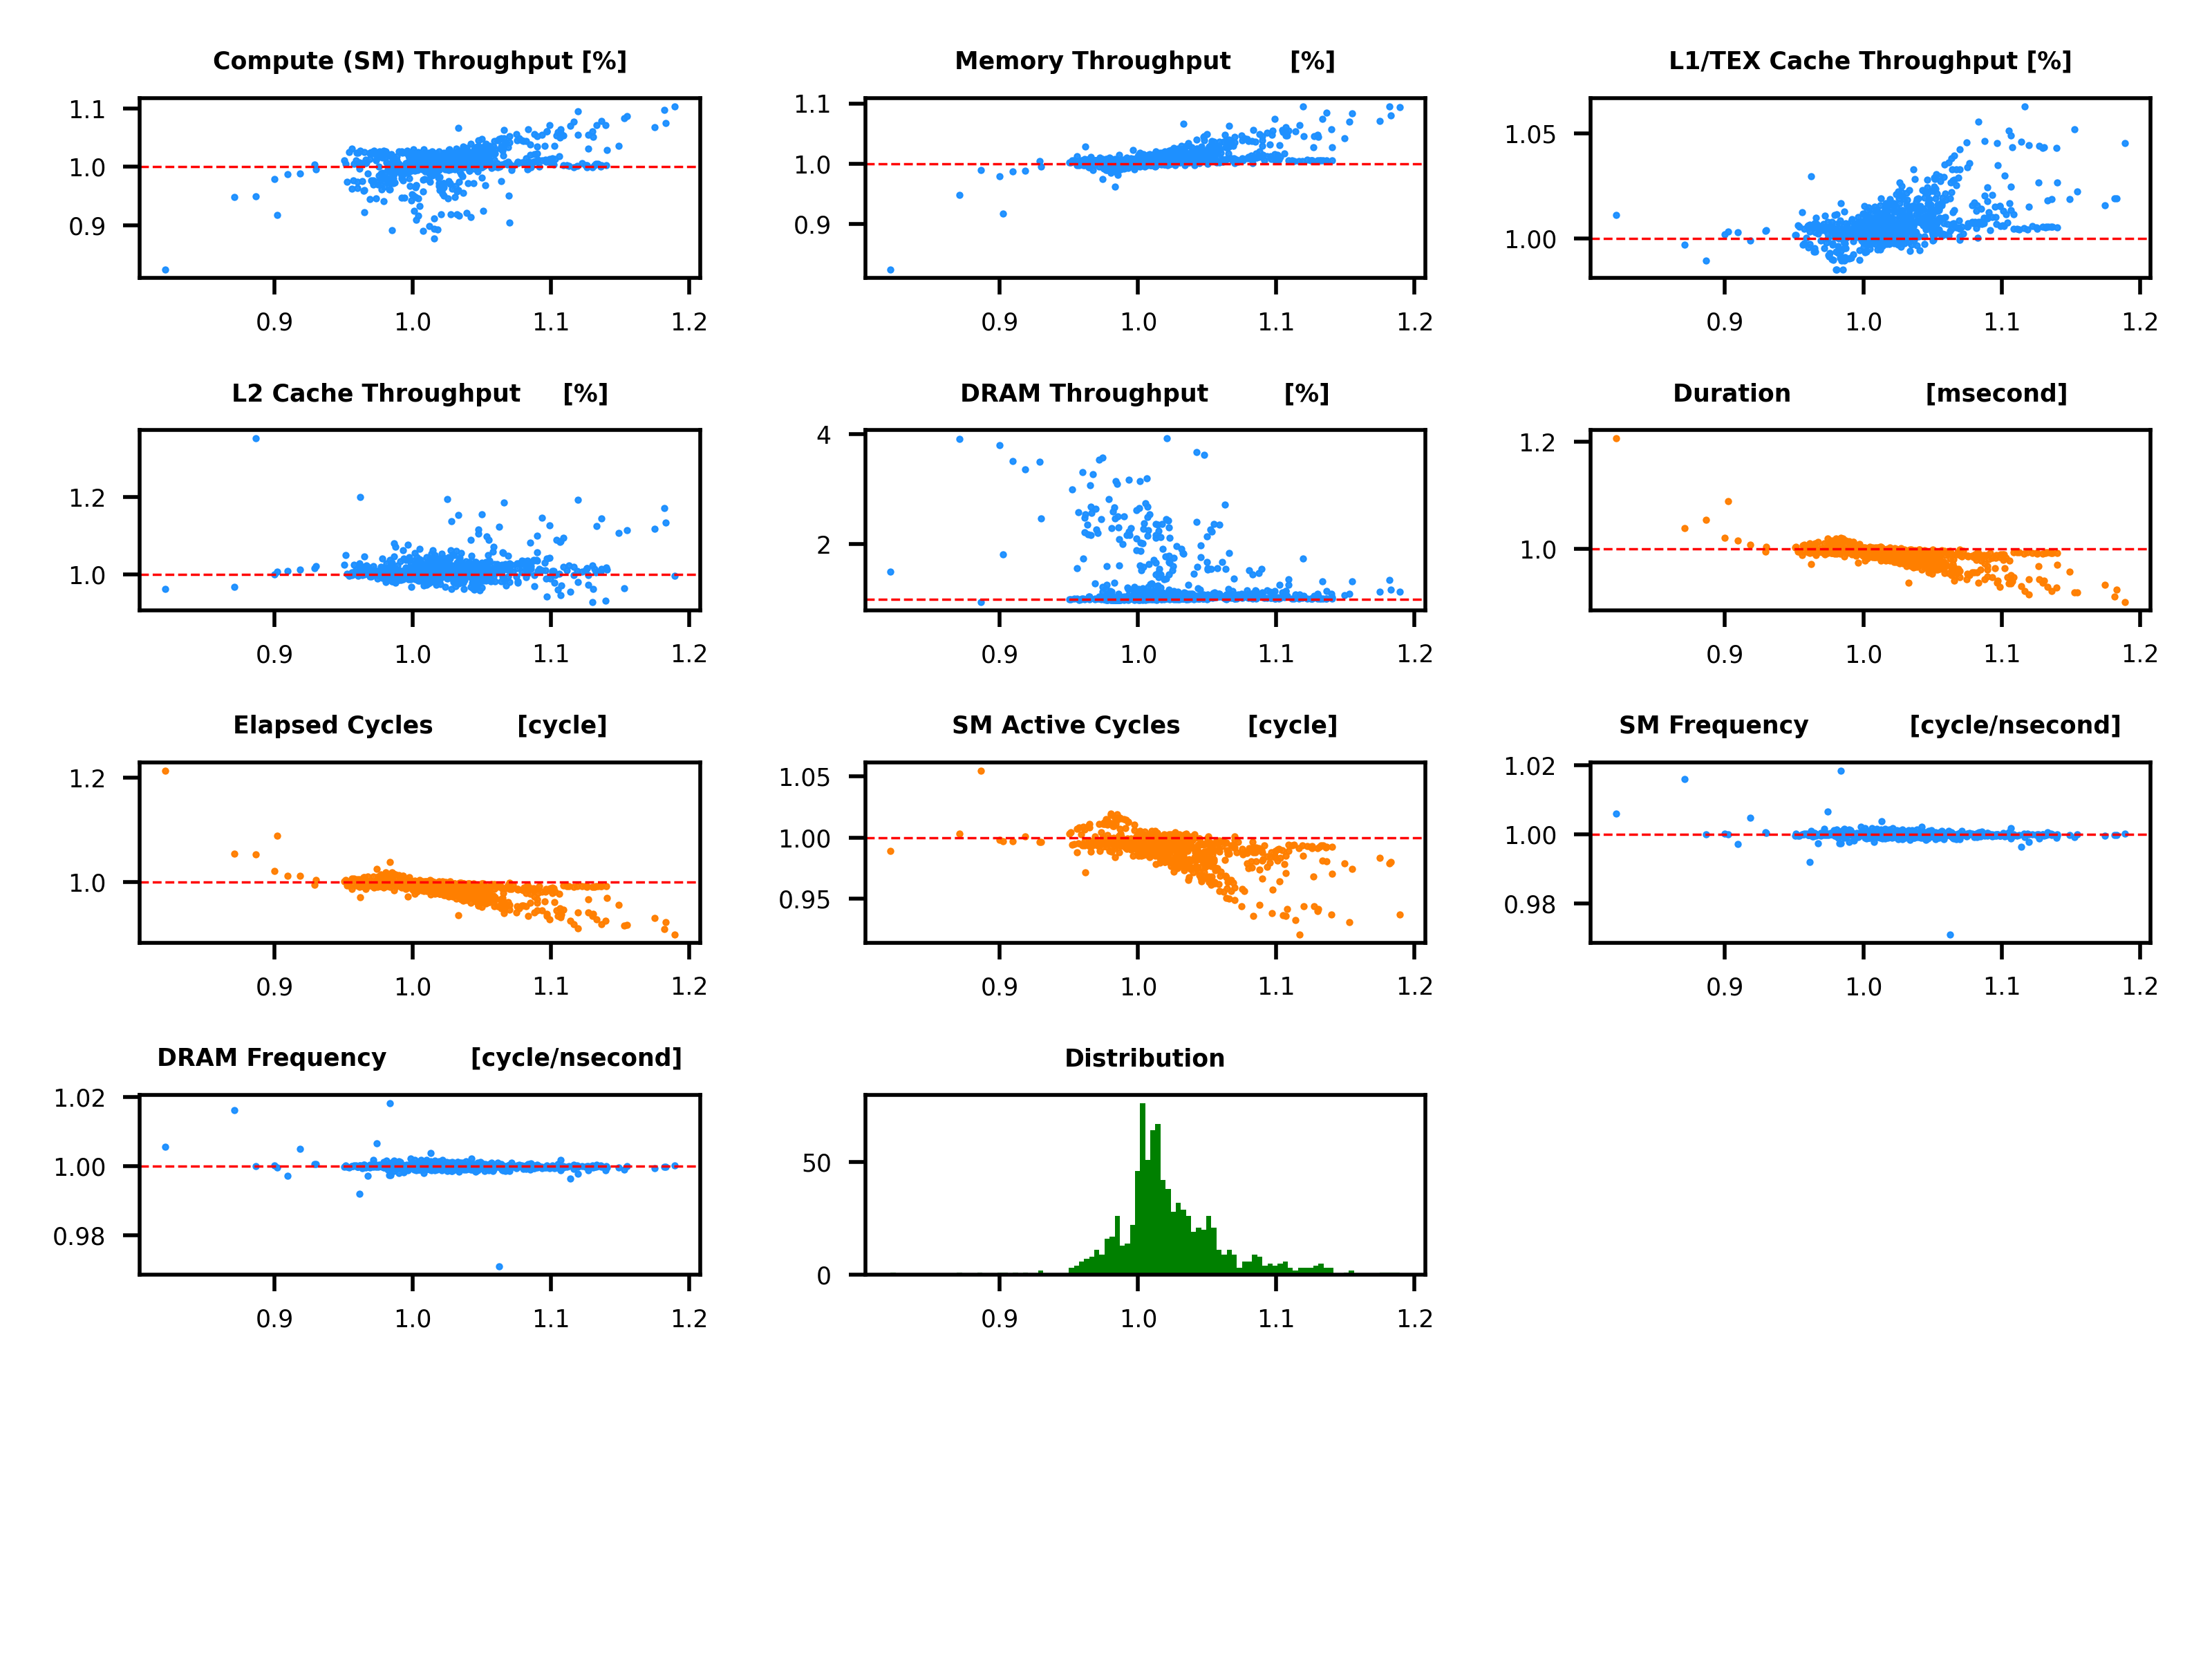 Compute (SM) Throughput [%]
1.1
1.0
0.9
0.9 1.0 1.1 1.2
Memory Throughput [%]
1.1
1.0
0.9
0.9 1.0 1.1 1.2
L1/TEX Cache Throughput [%]
1.05
1.00
0.9 1.0 1.1 1.2
L2 Cache Throughput [%]
1.2
1.0
0.9 1.0 1.1 1.2
DRAM Throughput [%]
4
2
0.9 1.0 1.1 1.2
Duration [msecond]
1.2
1.0
0.9 1.0 1.1 1.2
Elapsed Cycles [cycle]
1.2
1.0
0.9 1.0 1.1 1.2
SM Active Cycles [cycle]
1.05
1.00
0.95
0.9 1.0 1.1 1.2
SM Frequency [cycle/nsecond]
1.02
1.00
0.98
0.9 1.0 1.1 1.2
DRAM Frequency [cycle/nsecond]
1.02
1.00
0.98
0.9 1.0 1.1 1.2
Distribution
50
0
0.9 1.0 1.1 1.2